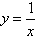 y = 1/x